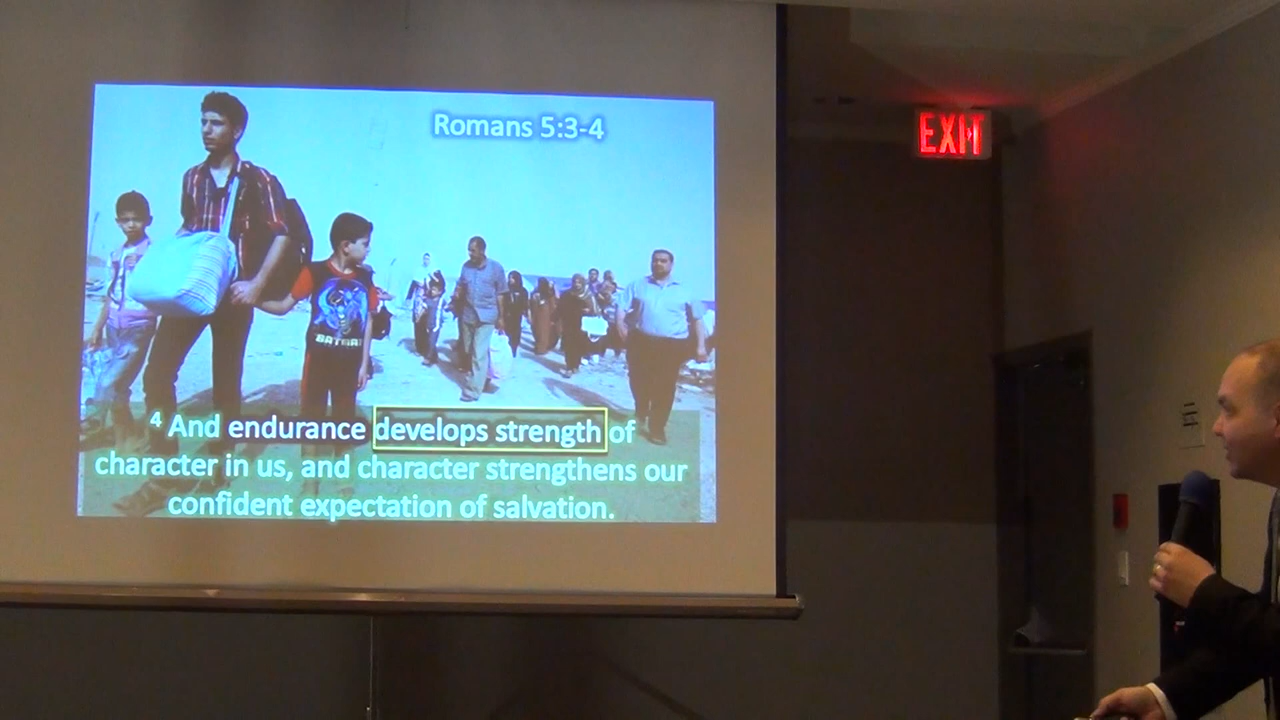 Romans 5:3-4
EXIT
BATMAN
⁴ And endurance develops strength of
character in us, and character strengthens our
confident expectation of salvation.